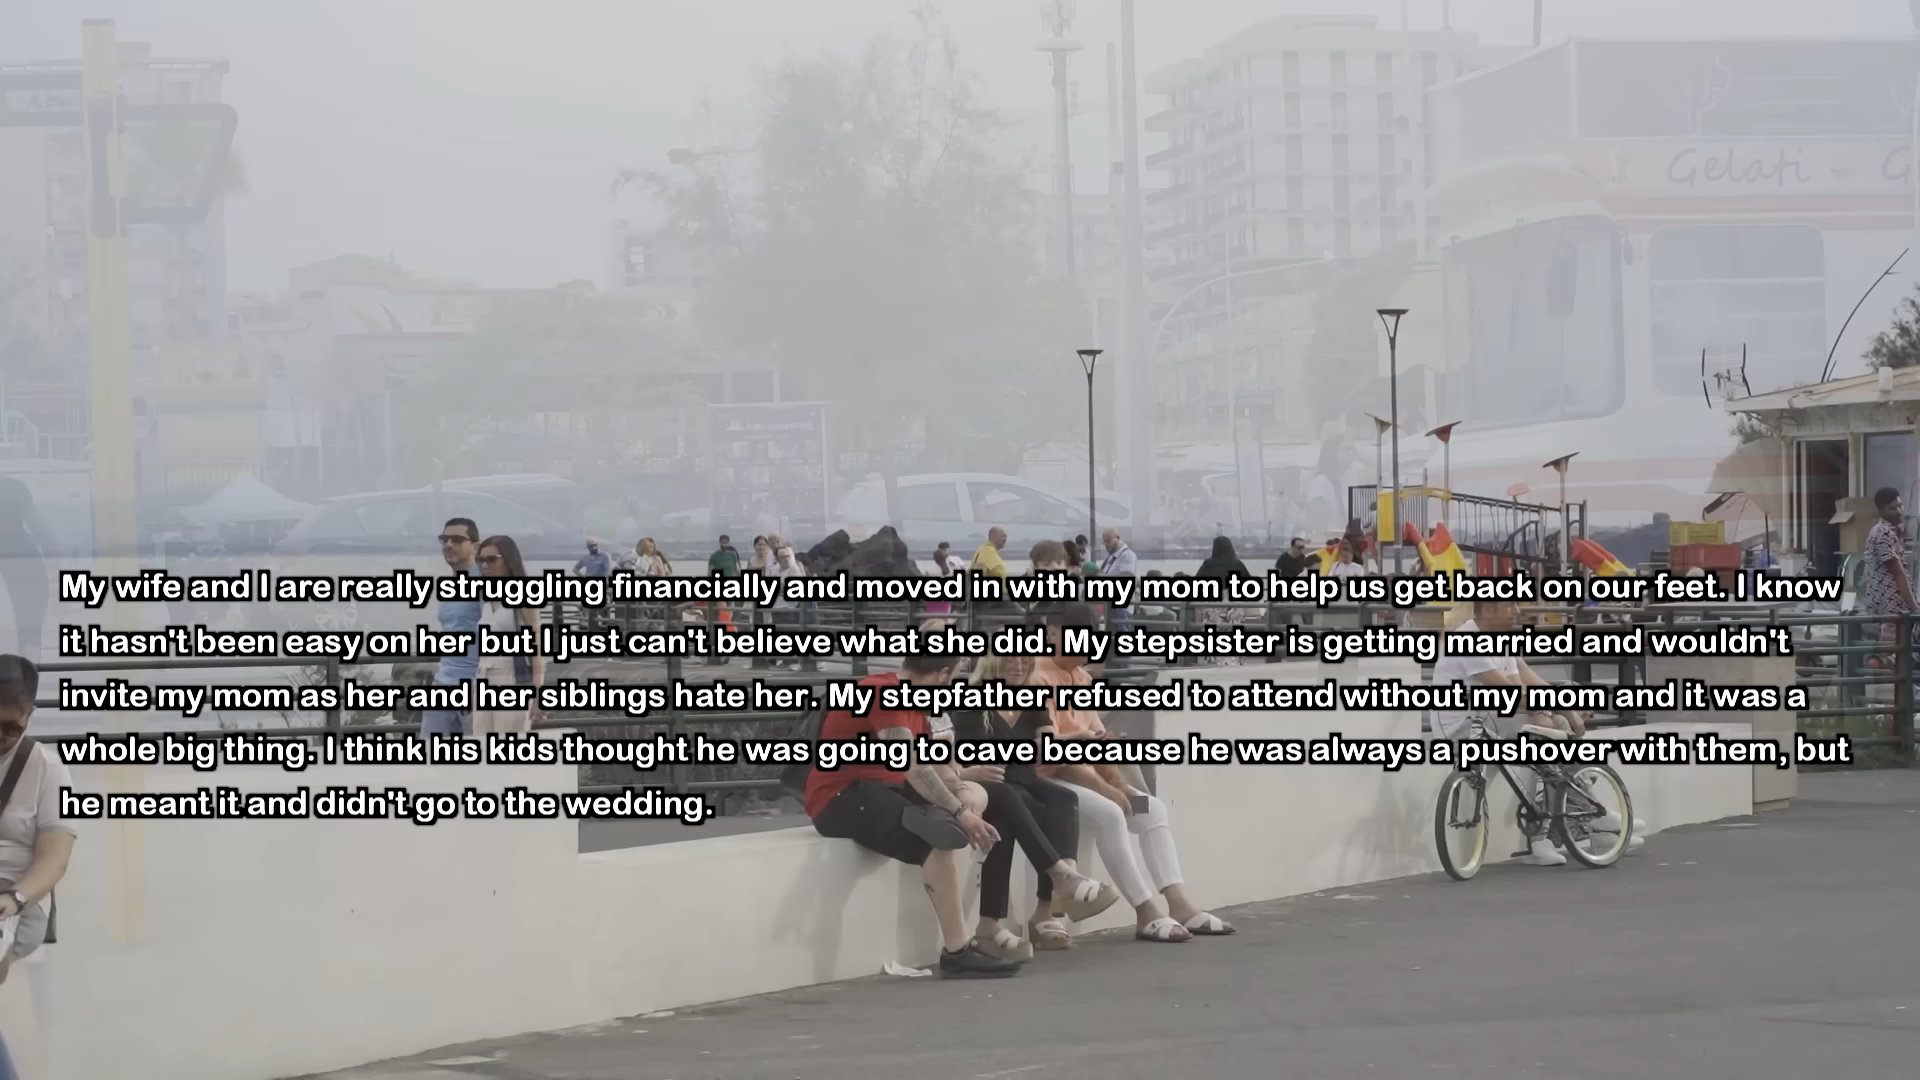 Gelati - G
My wife and I are really struggling financially and moved in with my mom to help us get back on our feet. I know
it hasn't been easy on her but I just can't believe what she did. My stepsister is getting married and wouldn't
invite my mom as her and her siblings hate her. My stepfather refused to attend without my mom and it was a
whole big thing. I think his kids thought he was going to cave because he was always a pushover with them, but
he meant it and didn't go to the wedding.